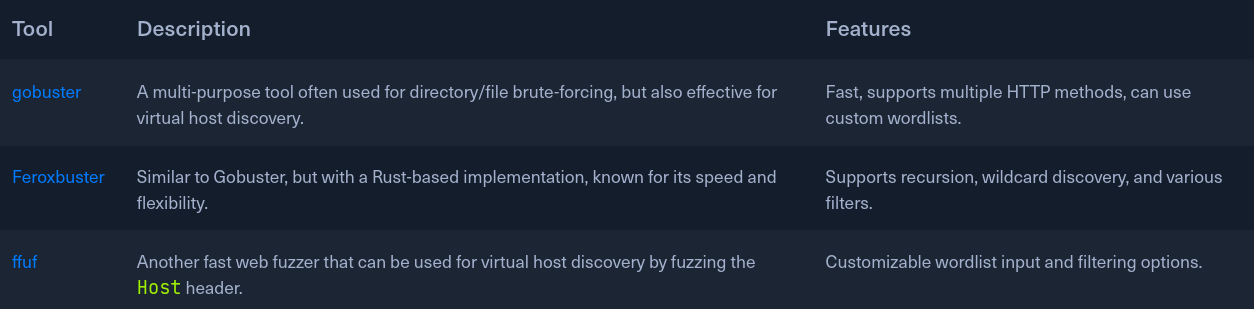 Tool Description Features
gobuster A multi-purpose tool often used for directory/file brute-forcing, but also effective for Fast, supports multiple HTTP methods, can use
virtual host discovery. custom wordlists.
Feroxbuster Similar to Gobuster, but with a Rust-based implementation, known for its speed and Supports recursion, wildcard discovery, and various
flexibility. filters.
ffuf Another fast web fuzzer that can be used for virtual host discovery by fuzzing the Customizable wordlist input and filtering options.
Host header.